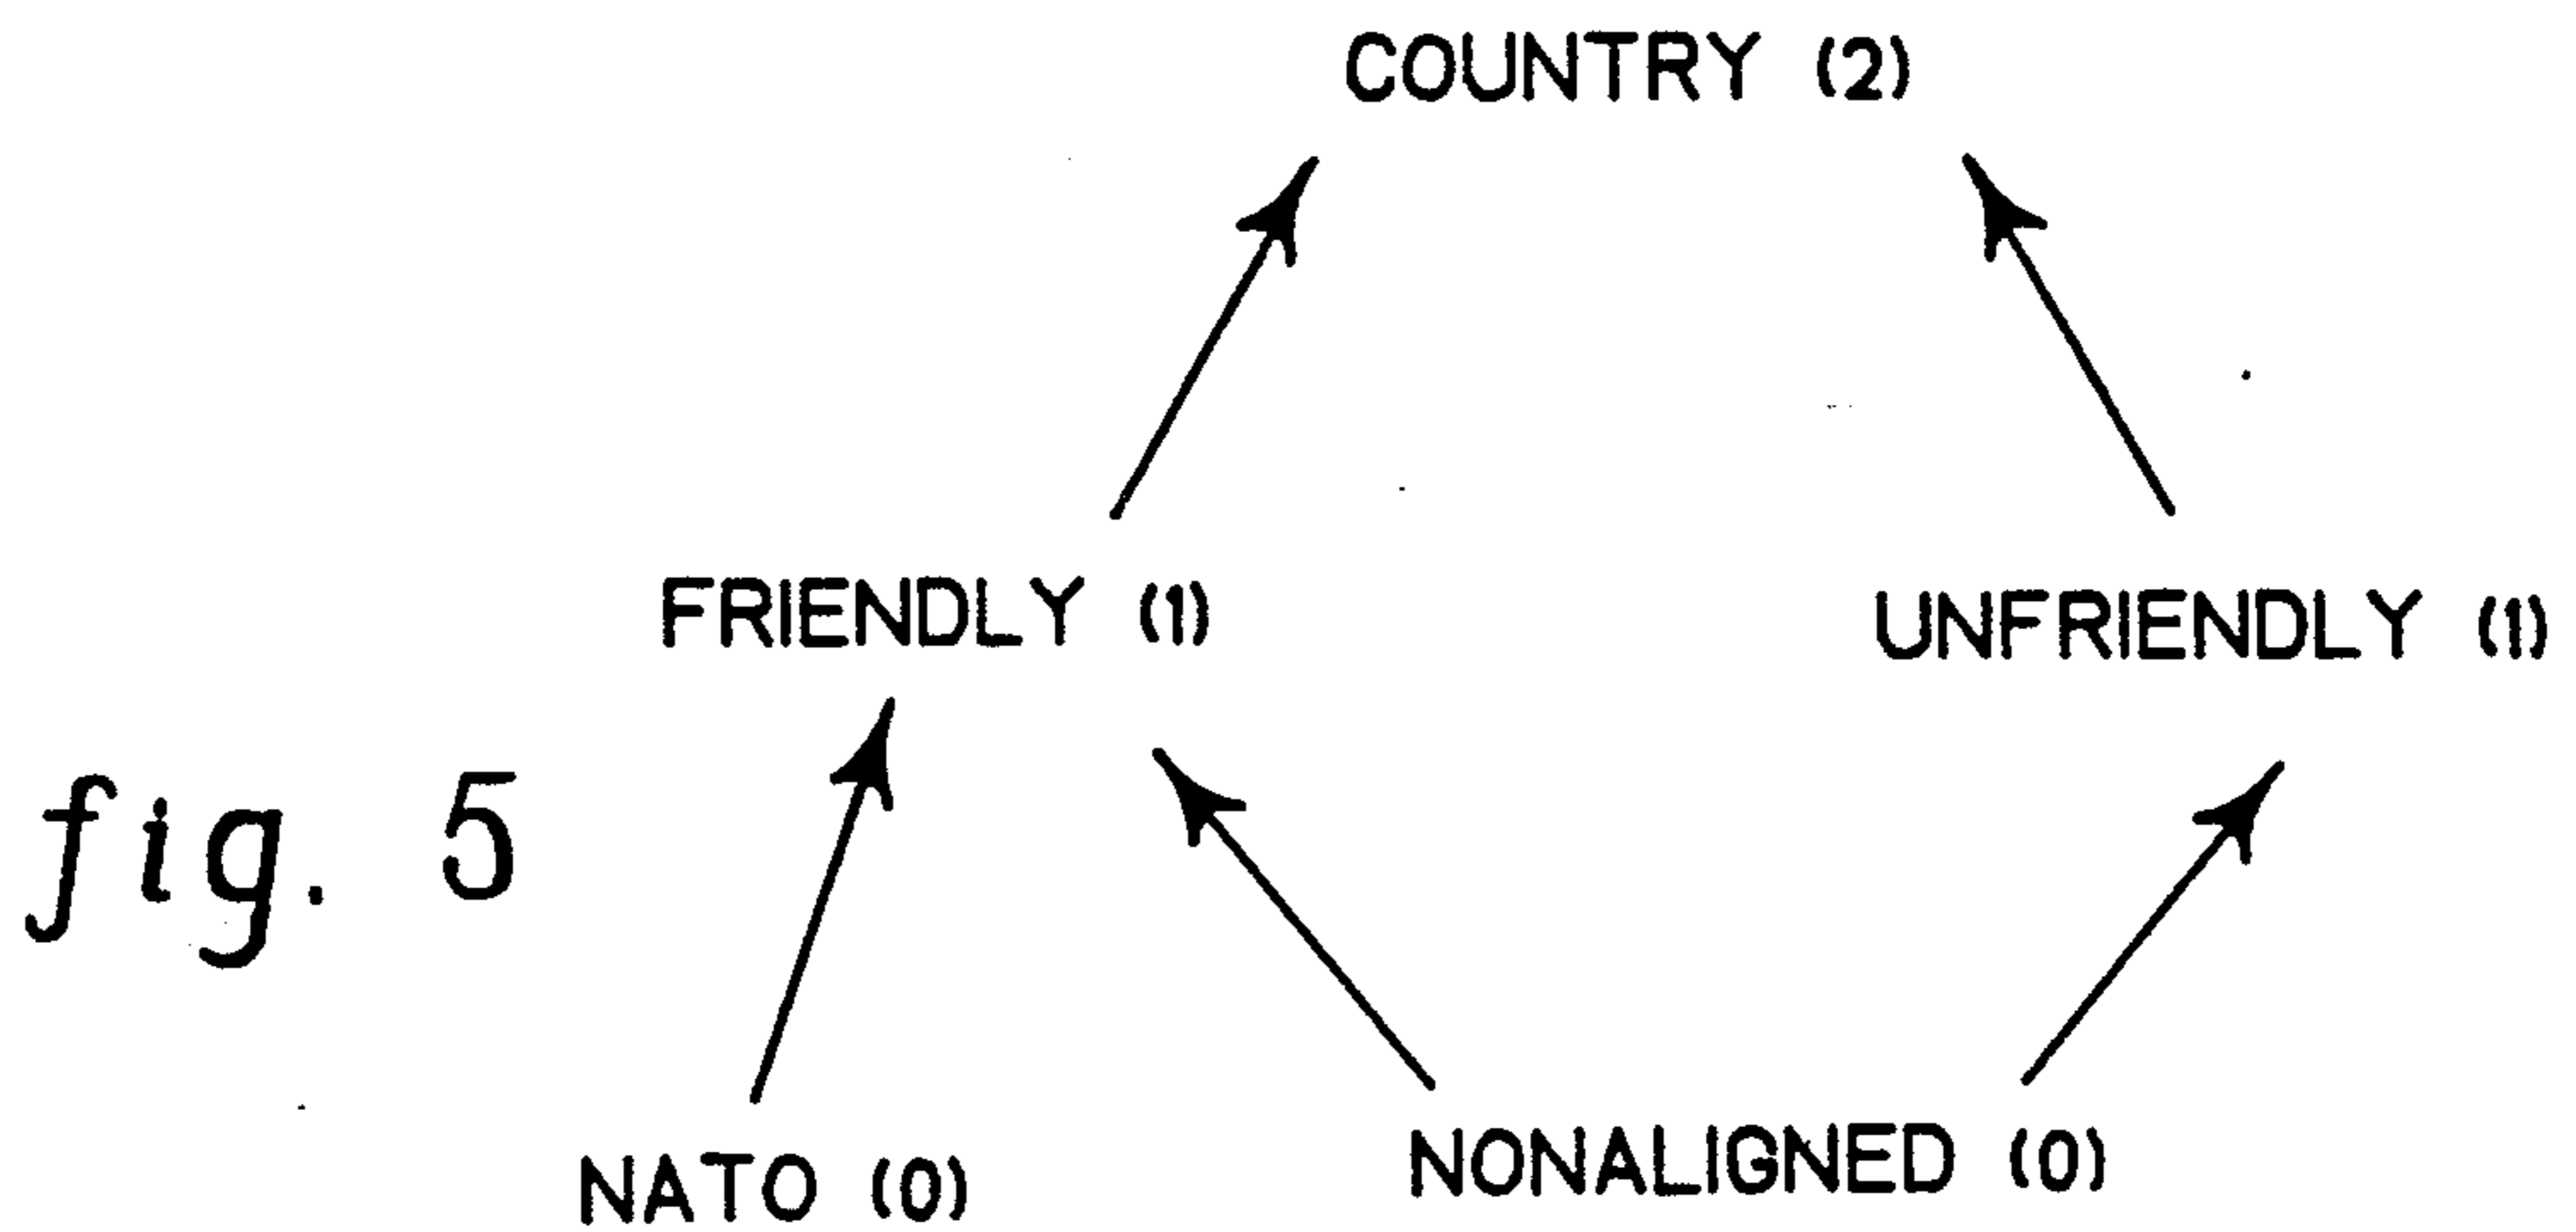 COUNTRY (2)
FRIENDLY (1)
UNFRIENDLY (1)
fig. 5
NATO (0)
NONALIGNED (0)